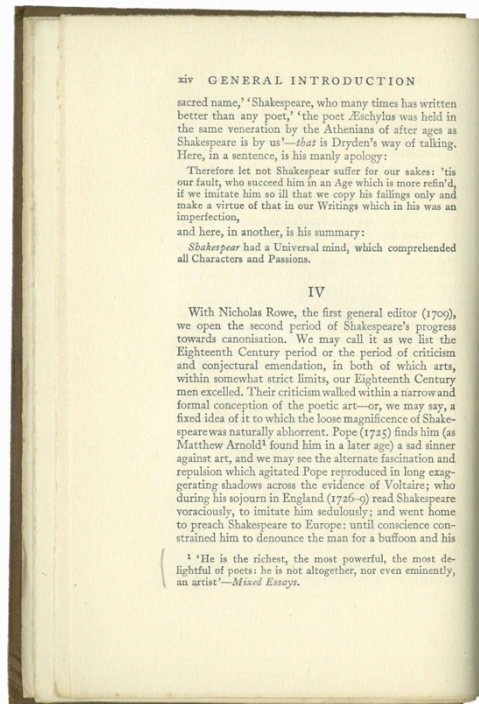 xiv GENERAL INTRODUCTION
sacred name,' 'Shakespeare, who many times has written
better than any poet,' 'the poet Æschylus was held in
the same veneration by the Athenians of after ages as
Shakespeare is by us'—that is Dryden's way of talking.
Here, in a sentence, is his manly apology:
Therefore let not Shakespear suffer for our sakes: 'tis
our fault, who succeed him in an Age which is more refin'd,
if we imitate him so ill that we copy his failings only and
make a virtue of that in our Writings which in his was an
imperfection,
and here, in another, is his summary:
Shakespear had a Universal mind, which comprehended
all Characters and Passions.
IV
With Nicholas Rowe, the first general editor (1709),
we open the second period of Shakespeare's progress
towards canonisation. We may call it as we list the
Eighteenth Century period or the period of criticism
and conjectural emendation, in both of which arts,
within somewhat strict limits, our Eighteenth Century
men excelled. Their criticism walked within a narrow and
formal conception of the poetic art—or, we may say, a
fixed idea of it to which the loose magnificence of Shake-
speare was naturally abhorrent. Pope (1725) finds him (as
Matthew Arnold¹ found him in a later age) a sad sinner
against art, and we may see the alternate fascination and
repulsion which agitated Pope reproduced in long exag-
gerating shadows across the evidence of Voltaire; who
during his sojourn in England (1726–9) read Shakespeare
voraciously, to imitate him sedulously; and went home
to preach Shakespeare to Europe: until conscience con-
strained him to denounce the man for a buffoon and his
¹ 'He is the richest, the most powerful, the most de-
lightful of poets: he is not altogether, nor even eminently,
an artist'—Mixed Essays.